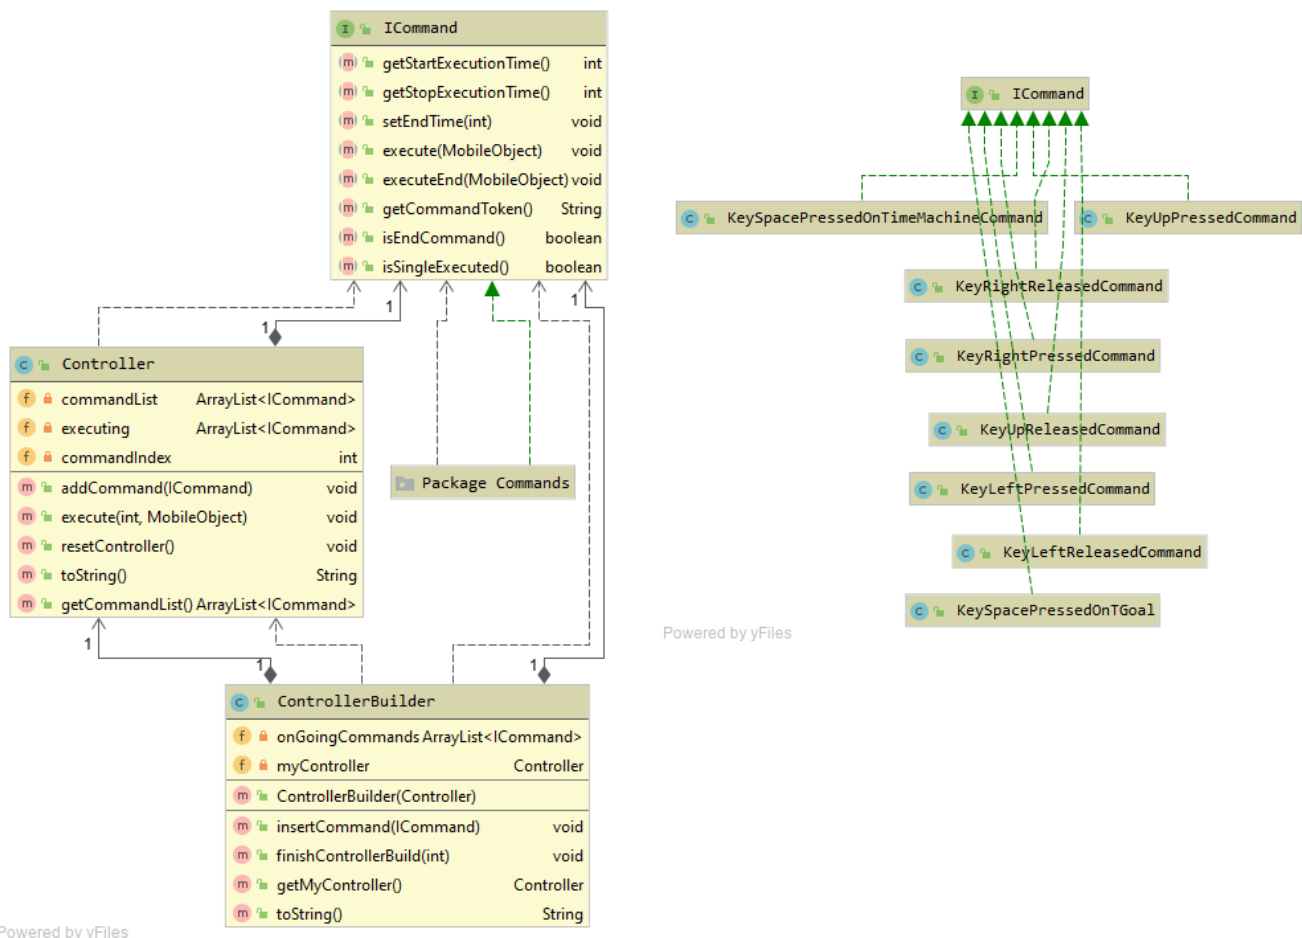 ICommand
getStartExecutionTime() int
getStopExecutionTime() int
setEndTime(int) void
execute(MobileObject) void
executeEnd(MobileObject) void
getCommandToken() String
isEndCommand() boolean
isSingleExecuted() boolean
1
1
1
Controller
commandList ArrayList<ICommand>
executing ArrayList<ICommand>
commandIndex int
addCommand(ICommand) void
execute(int, MobileObject) void
resetController() void
toString() String
getCommandList() ArrayList<ICommand>
Package Commands
1
1
1
ControllerBuilder
onGoingCommands ArrayList<ICommand>
myController Controller
ControllerBuilder(Controller)
insertCommand(ICommand) void
finishControllerBuild(int) void
getMyController() Controller
toString() String
Powered by yFiles
ICommand
KeySpacePressedOnTimeMachineCommand
KeyUpPressedCommand
KeyRightReleasedCommand
KeyRightPressedCommand
KeyUpReleasedCommand
KeyLeftPressedCommand
KeyLeftReleasedCommand
KeySpacePressedOnTGoal
Powered by yFiles